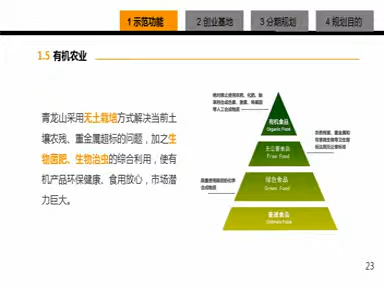 1 示范功能
2 创业基地
3 分期规划
4 规划目的
1.5 有机农业
青龙山采用无土栽培方式解决当前土
壤农残、重金属超标的问题，加之生
物菌肥、生物治虫的综合利用，使有
机产品环保健康、食用放心，市场潜
力巨大。
有机食品
Organic Food
无公害食品
Free food
绿色食品
Green Food
普通食品
23